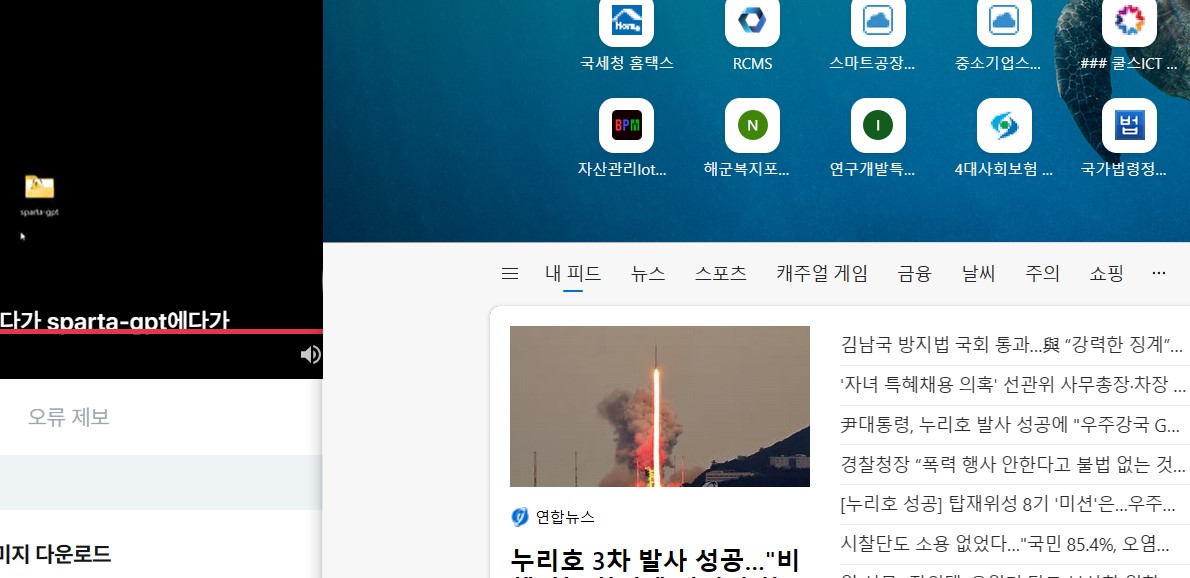 국세청 홈택스
RCMS
스마트공장...
중소기업스...
### 쿨스ICT ...
BPM
N
I
법
자산관리Iot...
해군복지포...
연구개발특...
4대사회보험 ...
국가법령정...
sparta-gpt
다가 sparta-gpt에다가
오류 제보
미지 다운로드
내 피드
뉴스
스포츠
캐주얼 게임
금융
날씨
주의
쇼핑
...
연합뉴스
누리호 3차 발사 성공..."비
김남국 방지법 국회 통과...與 “강력한 징계”...
'자녀 특혜채용 의혹' 선관위 사무총장·차장 ...
尹대통령, 누리호 발사 성공에 "우주강국 G...
경찰청장 “폭력 행사 안한다고 불법 없는 것...
[누리호 성공] 탑재위성 8기 '미션'은...우주...
시찰단도 소용 없었다..."국민 85.4%, 오염...